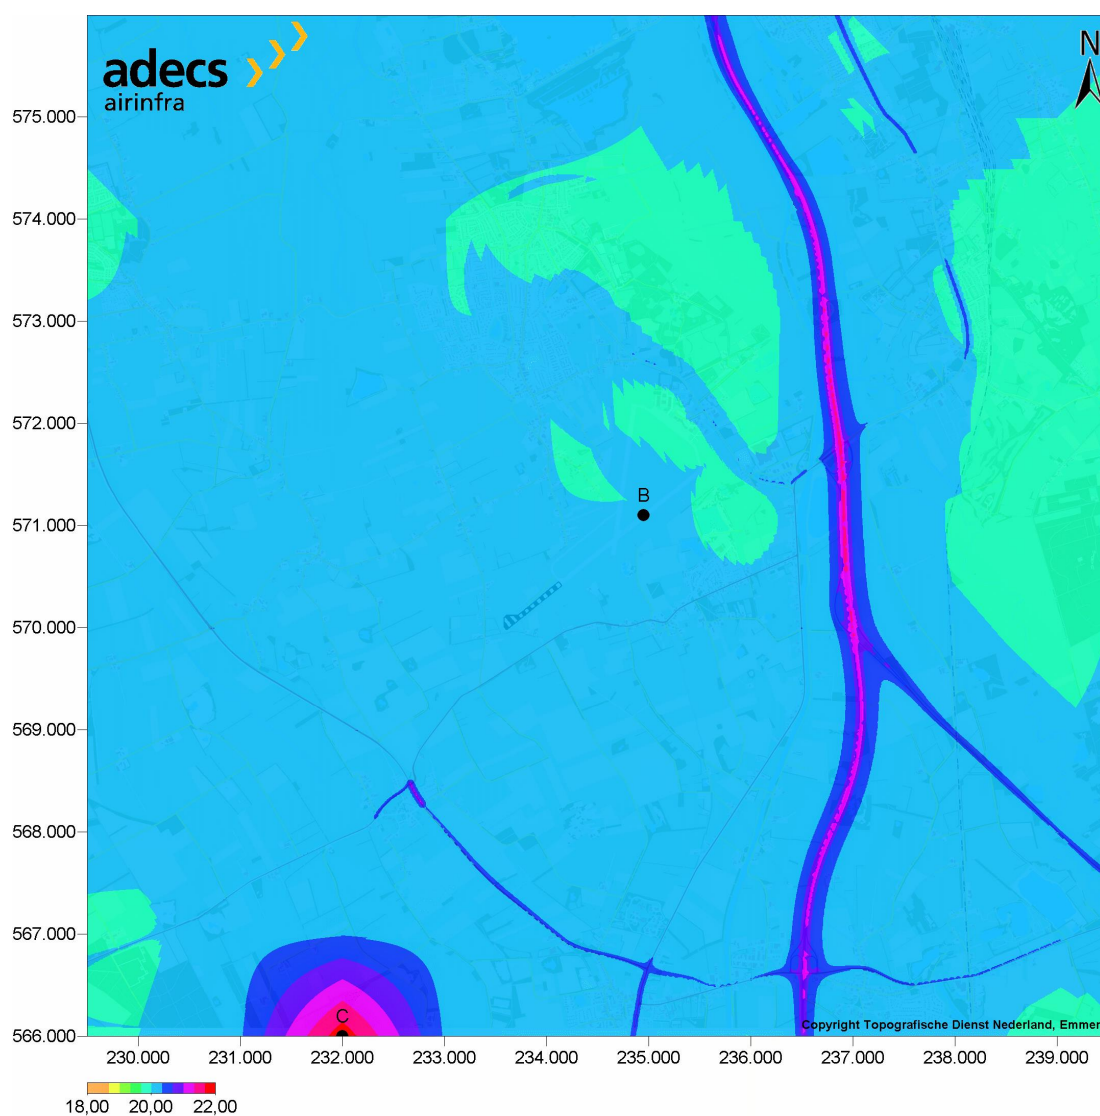 adecs
airinfra
N
575.000
574.000
573.000
572.000
B
571.000
570.000
569.000
568.000
567.000
C
566.000
Copyright Topografische Dienst Nederland, Emmer
230.000 231.000 232.000 233.000 234.000 235.000 236.000 237.000 238.000 239.000
18,00 20,00 22,00